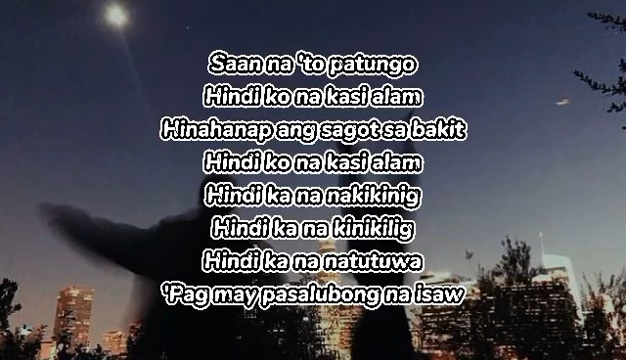 Saan na 'to patungo
Hindi ko na kasi alam
Hinahanap ang sagot sa bakit
Hindi ko na kasi alam
Hindi ka na nakikinig
Hindi ka na kinikilig
Hindi ka na natutuwa
'Pag may pasalubong na isaw